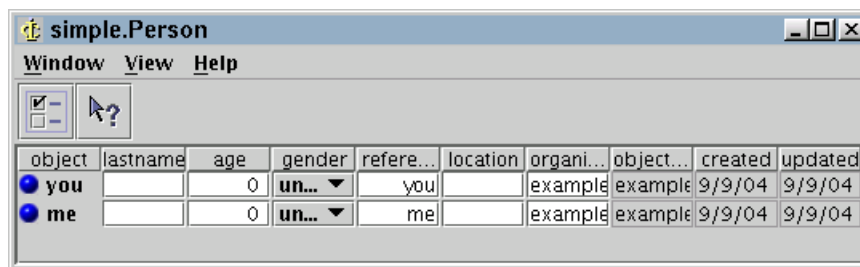 simple.Person
Window View Help
object lastname age gender refere... location organi... object... created updated
you 0 un... you example example 9/9/04 9/9/04
me 0 un... me example example 9/9/04 9/9/04